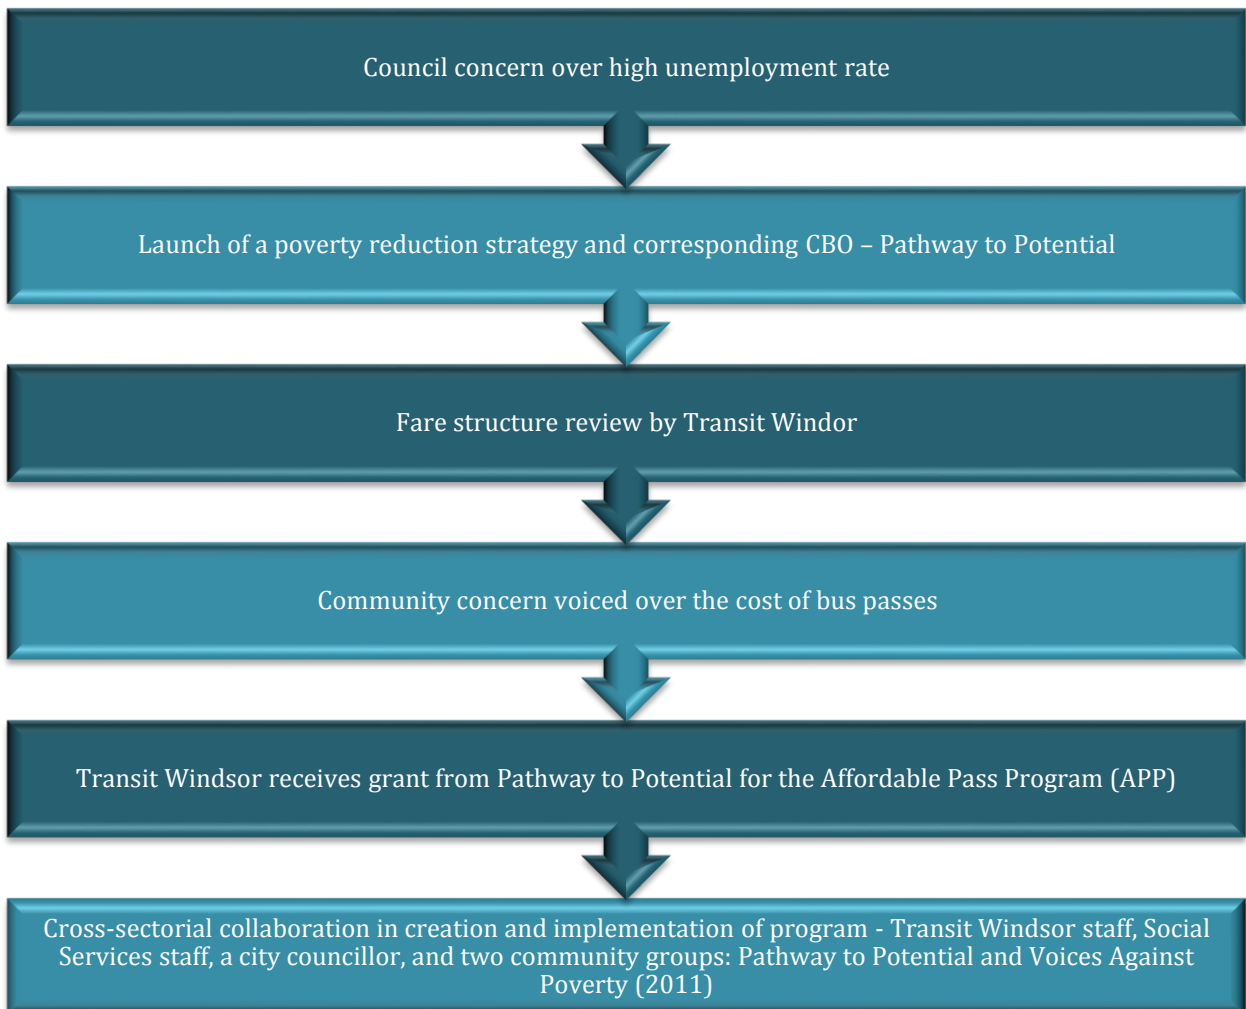 Council concern over high unemployment rate
Launch of a poverty reduction strategy and corresponding CBO – Pathway to Potential
Fare structure review by Transit Windor
Community concern voiced over the cost of bus passes
Transit Windsor receives grant from Pathway to Potential for the Affordable Pass Program (APP)
Cross-sectorial collaboration in creation and implementation of program - Transit Windsor staff, Social
Services staff, a city councillor, and two community groups: Pathway to Potential and Voices Against
Poverty (2011)